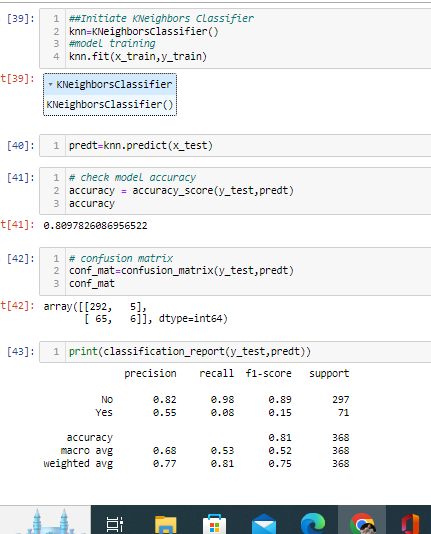 [39]: 1 ##Initiate KNeighbors Classifier
2 knn=KNeighborsClassifier()
3 #model training
4 knn.fit(x_train,y_train)
t[39]: KNeighborsClassifier
KNeighborsClassifier()
[40]: 1 predt=knn.predict(x_test)
[41]: 1 # check model accuracy
2 accuracy = accuracy_score(y_test,predt)
3 accuracy
t[41]: 0.8097826086956522
[42]: 1 # confusion matrix
2 conf_mat=confusion_matrix(y_test,predt)
3 conf_mat
t[42]: array([[292, 5],
[ 65, 6]], dtype=int64)
[43]: 1 print(classification_report(y_test,predt))
precision recall f1-score support
No 0.82 0.98 0.89 297
Yes 0.55 0.08 0.15 71
accuracy 0.81 368
macro avg 0.68 0.53 0.52 368
weighted avg 0.77 0.81 0.75 368